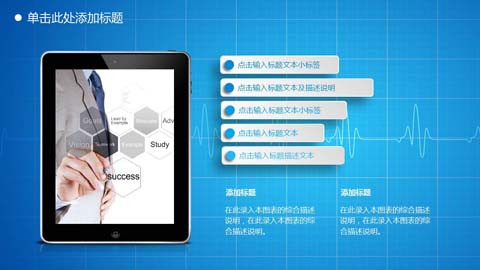 单击此处添加标题
点击输入标题文本小标签
点击输入标题文本及描述说明
点击输入标题文本小标签
点击输入标题文本
点击输入标题描述文本
Goals
Lead by
Example
Adv
Vision
Teamwork
Example
Study
success
添加标题
在此录入本图表的综合描述
说明，在此录入本图表的综
合描述说明。
添加标题
在此录入本图表的综合描述
说明，在此录入本图表的综
合描述说明。